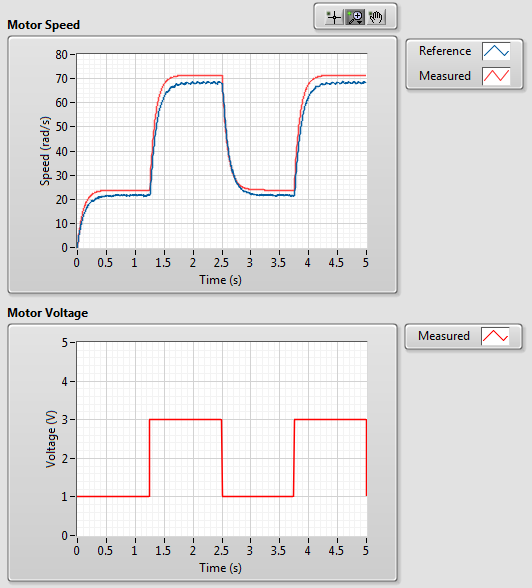 Motor Speed
Reference
Measured
80
70
60
50
40
30
20
10
0
Speed (rad/s)
0 0.5 1 1.5 2 2.5 3 3.5 4 4.5 5
Time (s)
Motor Voltage
Measured
5
4
3
2
1
0
Voltage (V)
0 0.5 1 1.5 2 2.5 3 3.5 4 4.5 5
Time (s)